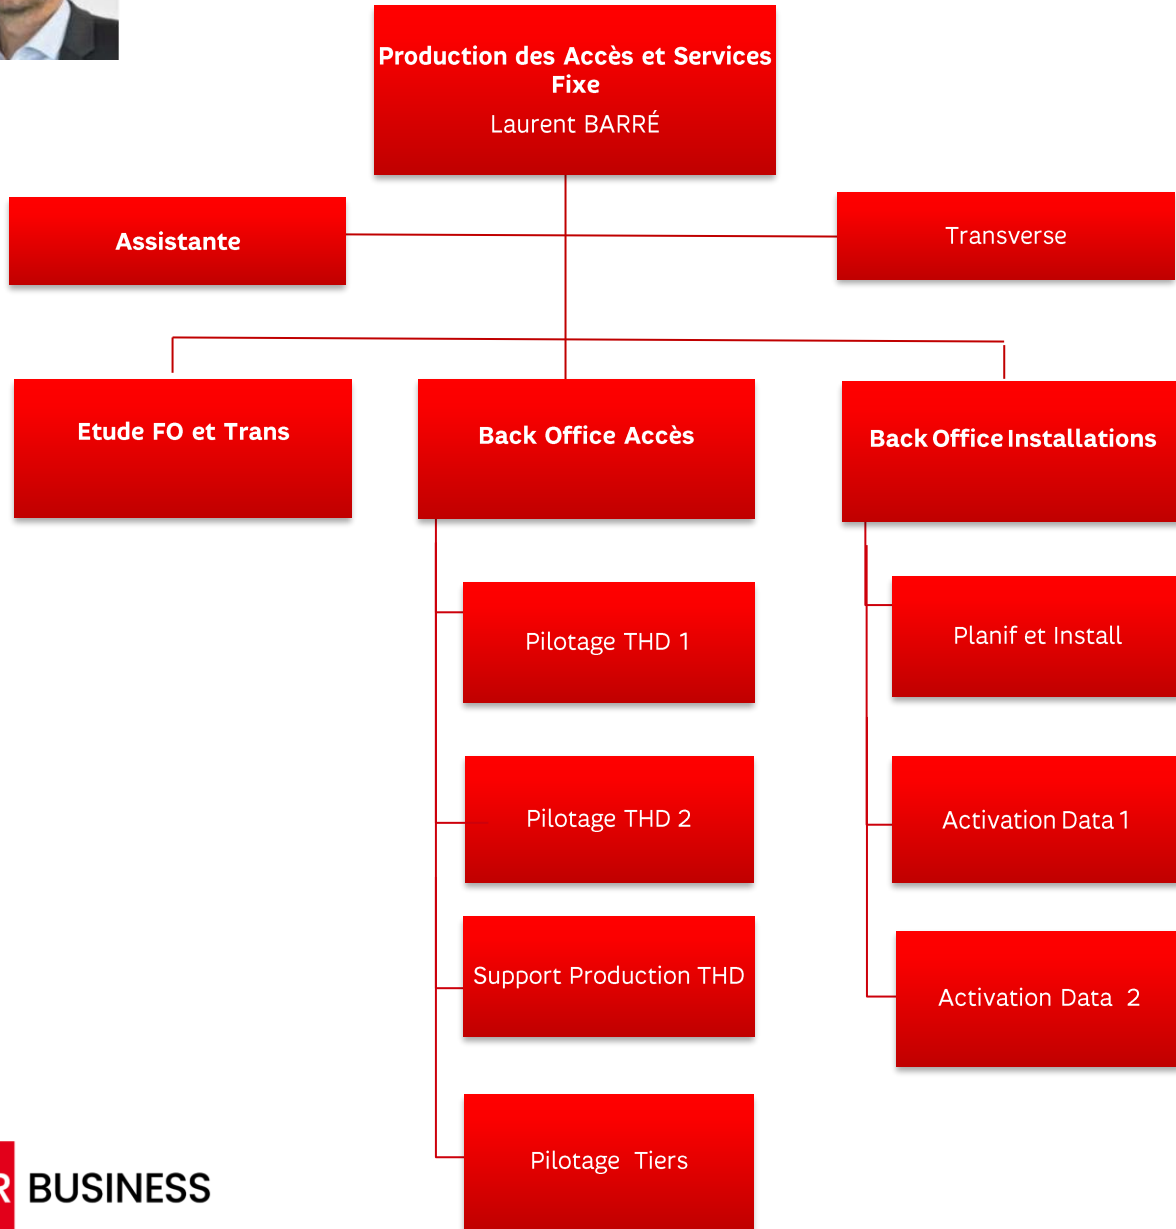 Production des Accès et Services
Fixe
Laurent BARRÉ
Assistante
Transverse
Etude FO et Trans
Back Office Accès
Back Office Installations
Pilotage THD 1
Planif et Install
Pilotage THD 2
Activation Data 1
Support Production THD
Activation Data 2
Pilotage Tiers
R BUSINESS